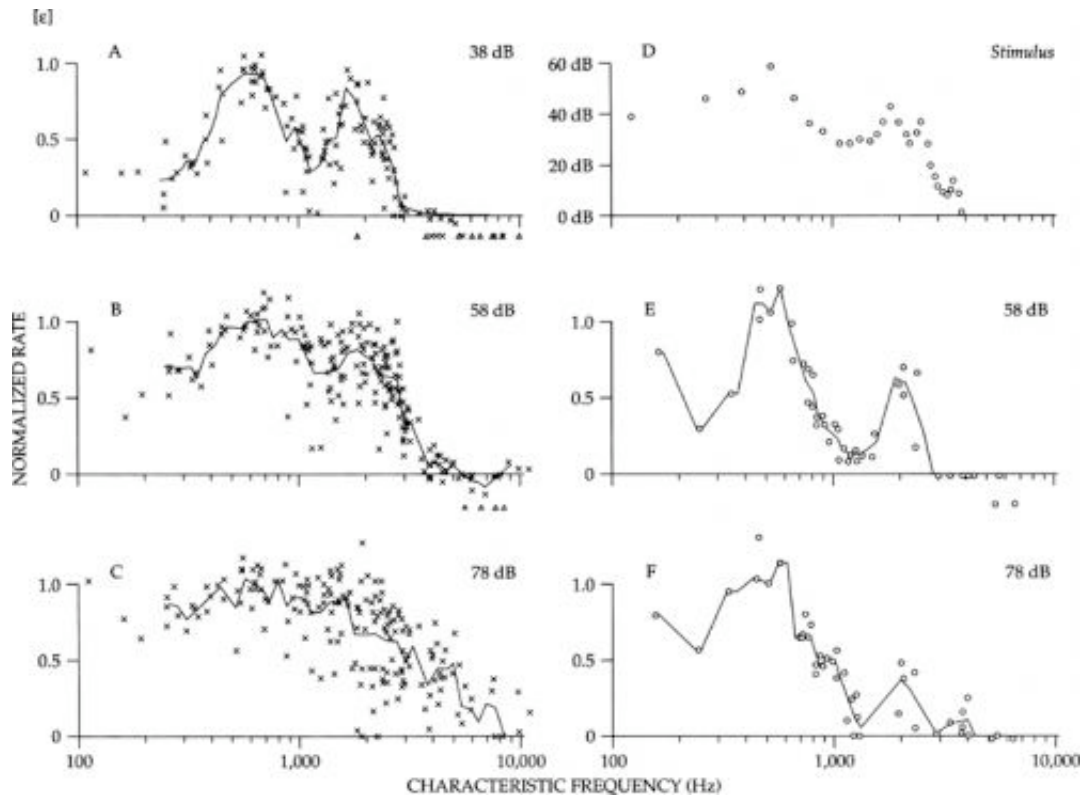 [ε]
A
38 dB
1.0
0.5
0
D
Stimulus
60 dB
40 dB
20 dB
0 dB
B
58 dB
1.0
0.5
0
E
58 dB
1.0
0.5
0
C
78 dB
1.0
0.5
0
F
78 dB
1.0
0.5
0
NORMALIZED RATE
100
1,000
10,000
100
1,000
10,000
CHARACTERISTIC FREQUENCY (Hz)